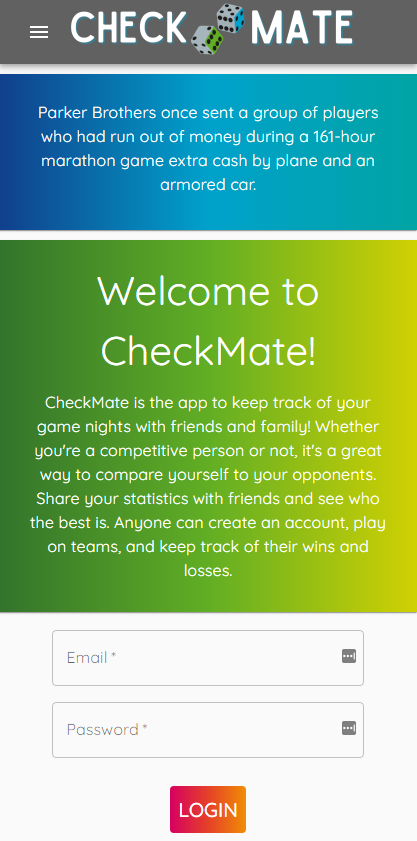 CHECK MATE
Parker Brothers once sent a group of players
who had run out of money during a 161-hour
marathon game extra cash by plane and an
armored car.
Welcome to
CheckMate!
CheckMate is the app to keep track of your
game nights with friends and family! Whether
you're a competitive person or not, it's a great
way to compare yourself to your opponents.
Share your statistics with friends and see who
the best is. Anyone can create an account, play
on teams, and keep track of their wins and
losses.
Email *
Password *
LOGIN